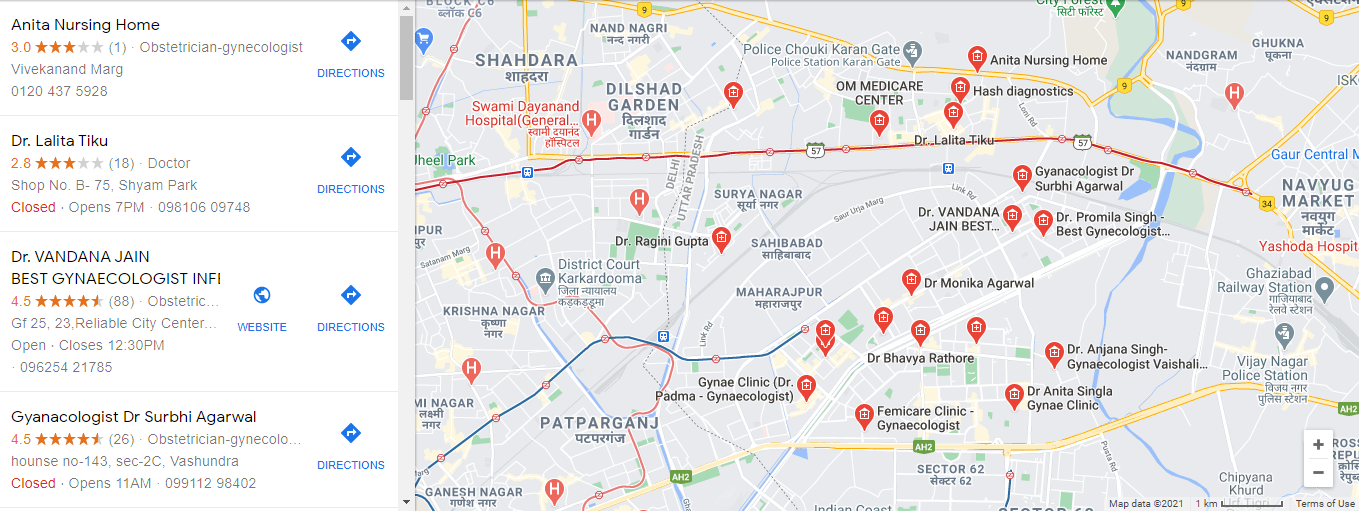 Anita Nursing Home
3.0 (1) · Obstetrician-gynecologist
Vivekanand Marg
0120 437 5928
DIRECTIONS
Dr. Lalita Tiku
2.8 (18) · Doctor
Shop No. B- 75, Shyam Park
Closed · Opens 7PM · 098106 09748
DIRECTIONS
Dr. VANDANA JAIN
BEST GYNAECOLOGIST INFE
4.5 (88) · Obstetric...
Gf 25, 23,Reliable City Center...
Open · Closes 12:30PM
· 096254 21785
WEBSITE
DIRECTIONS
Gyanacologist Dr Surbhi Agarwal
4.5 (26) · Obstetrician-gynecolo...
hounse no-143, sec-2C, Vashundra
Closed · Opens 11AM · 099112 98402
DIRECTIONS
BLOCK C6
ब्लॉक C6
9
NAND NAGRI
नन्द नगरी
SHAHDARA
शाहदरा
Police Chouki Karan Gate
Police Station Karan Gate
City Forest
सिटी फॉरेस्ट
9
9
Anita Nursing Home
NANDGRAM
नंदग्राम
GHUKNA
घूकना
DILSHAD
GARDEN
दिलशाद
गार्डन
OM MEDICARE
CENTER
Hash diagnostics
9
Swami Dayanand
Hospital(General...
स्वामी दयानंद
हॉस्पिटल
Loni Rd
Dr. Lalita Tiku
57
57
DELHI
UTTAR PRADESH
Gaur Central M
Gyanacologist Dr
Surbhi Agarwal
Link Rd
SURYA NAGAR
सूर्या नगर
Saur Urja Marg
NAVYUG
MARKET
नवयुग
मार्केट
34
Dr. VANDANA
JAIN BEST...
Dr. Promila Singh -
Best Gynecologist...
Dr. Ragini Gupta
SAHIBABAD
साहिबाबाद
Yashoda Hospit
Satanam Marg
District Court
Karkardooma
जिला न्यायालय
कड़कड़डूमा
Ghaziabad
Railway Station
गाजियाबाद
रेलवे स्टेशन
Dr Monika Agarwal
MAHARAJPUR
महाराजपुर
KRISHNA NAGAR
कृष्णा
नगर
Link Rd
Dr Bhavya Rathore
Dr. Anjana Singh-
Gynaecologist Vaishali...
Vijay Nagar
Police Station
विजय नगर
पुलिस स्टेशन
Gynae Clinic (Dr.
Padma - Gynaecologist)
Dr Anita Singla
Gynae Clinic
MI NAGAR
लक्ष्मी
नगर
Femicare Clinic -
Gynaecologist
PATPARGANJ
पटपरगंज
AH2
AH2
AH2
SECTOR 62
सेक्टर 62
Posta Rd
Chipyana
Khurd
GANESH NAGAR
गणेश नगर
Indian Coast
Map data ©2021
1 km
Terms of Use